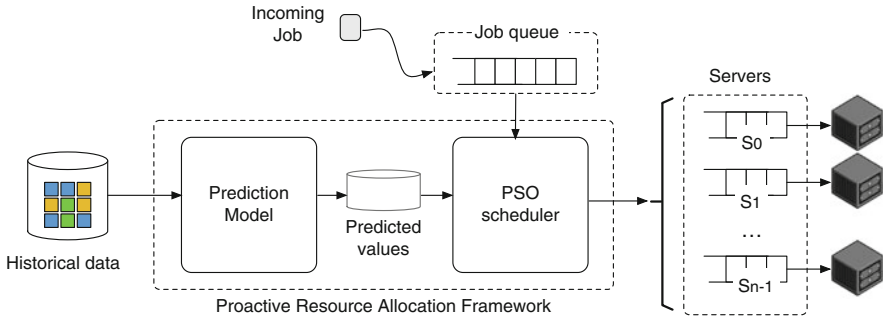 Incoming
Job
Job queue
Servers
S0
S1
...
Sn-1
Historical data
Prediction
Model
Predicted
values
PSO
scheduler
Proactive Resource Allocation Framework